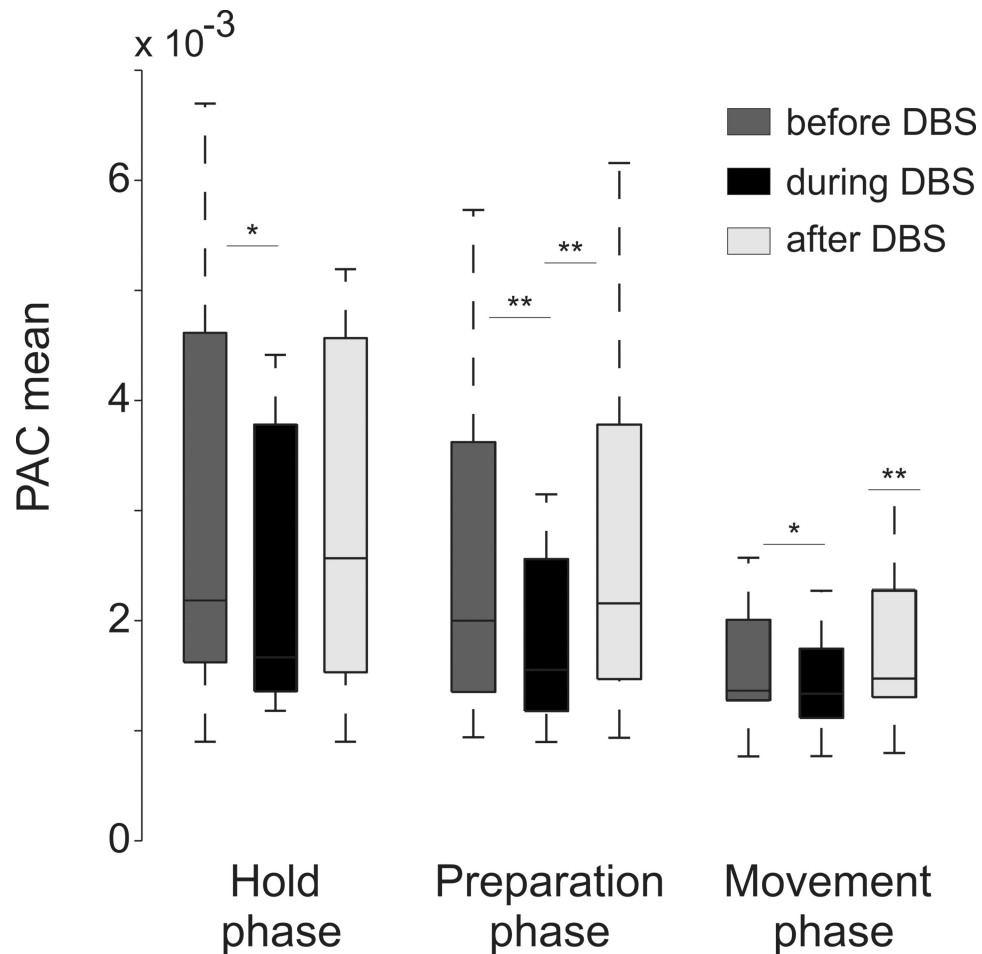 x 10⁻³
6
4
2
0
PAC mean
before DBS
during DBS
after DBS
*
**
**
*
**
Hold
phase
Preparation
phase
Movement
phase